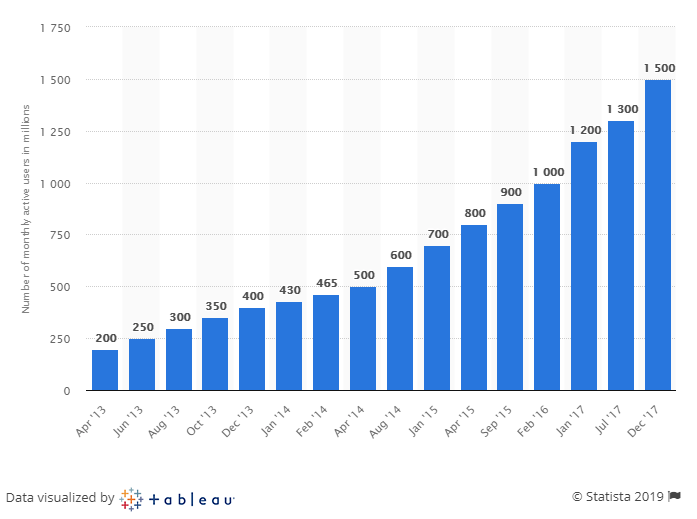 Number of monthly active users in millions
1 750
1 500
1 250
1 000
750
500
250
0
200
250
300
350
400
430
465
500
600
700
800
900
1 000
1 200
1 300
1 500
Apr '13
Jun '13
Aug '13
Oct '13
Dec '13
Jan '14
Feb '14
Apr '14
Aug '14
Jan '15
Apr '15
Sep '15
Feb '16
Jan '17
Jul '17
Dec '17
Data visualized by +ableau
© Statista 2019